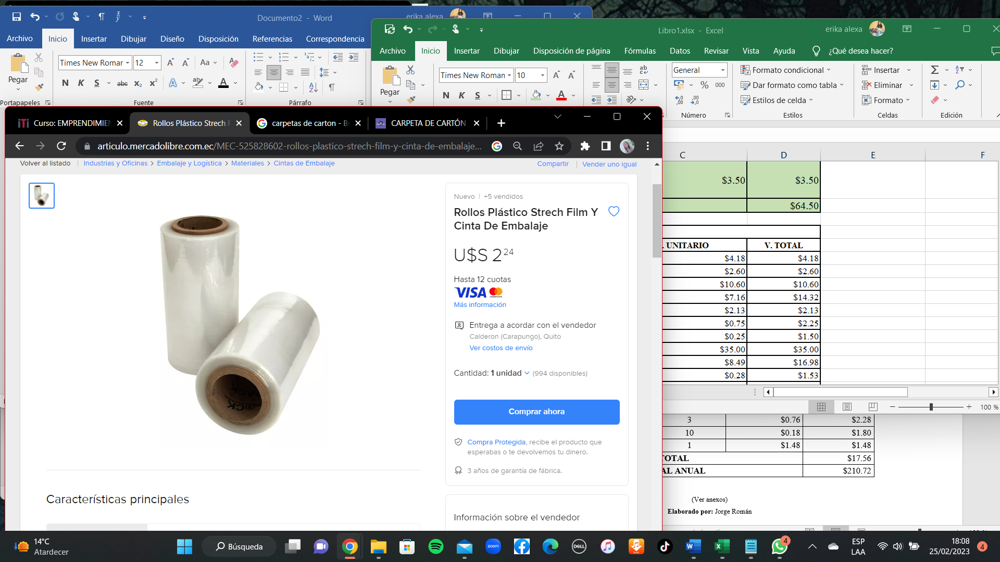 Documento2 - Word
erika alexa
Archivo Inicio Insertar Dibujar Diseño Disposición Referencias Correspondencia
Times New Romar 12
Pegar
N K S abc x₂ x²
Aa
Portapapeles Fuente Párrafo
Libro1.xlsx - Excel
erika alexa
Archivo Inicio Insertar Dibujar Disposición de página Fórmulas Datos Revisar Vista Ayuda ¿Qué desea hacer?
Times New Roman 10
Pegar
N K S
General
% 000
Formato condicional
Dar formato como tabla
Estilos de celda
Insertar
Eliminar
Formato
Número Estilos Celdas Edición
Curso: EMPRENDIMIEN
Rollos Plástico Strech F
carpetas de carton - B
CARPETA DE CARTÓN
articulo.mercadolibre.com.ec/MEC-525828602-rollos-plastico-strech-film-y-cinta-de-embalaje...
Volver al listado | Industrias y Oficinas > Embalaje y Logística > Materiales > Cintas de Embalaje
Compartir | Vender uno igual
Nuevo | +5 vendidos
Rollos Plástico Strech Film Y
Cinta De Embalaje
U$S 2 24
Hasta 12 cuotas
VISA mastercard
Más información
Entrega a acordar con el vendedor
Calderon (Carapungo), Quito
Ver costos de envío
Cantidad: 1 unidad (994 disponibles)
Comprar ahora
Compra Protegida, recibe el producto que
esperabas o te devolvemos tu dinero.
3 años de garantía de fábrica.
Características principales
Información sobre el vendedor
C D E F
$3.50 $3.50
$64.50
. UNITARIO V. TOTAL
$4.18 $4.18
$2.60 $2.60
$10.60 $10.60
$7.16 $14.32
$2.13 $2.13
$0.75 $2.25
$0.25 $1.50
$35.00 $35.00
$8.49 $16.98
$0.28 $1.53
100 %
3 $0.76 $2.28
10 $0.18 $1.80
1 $1.48 $1.48
OTAL $17.56
AL ANUAL $210.72
(Ver anexos)
Elaborado por: Jorge Román
14°C
Atardecer
Búsqueda
zoom
DELL
4
ESP
LAA
18:08
25/02/2023
4